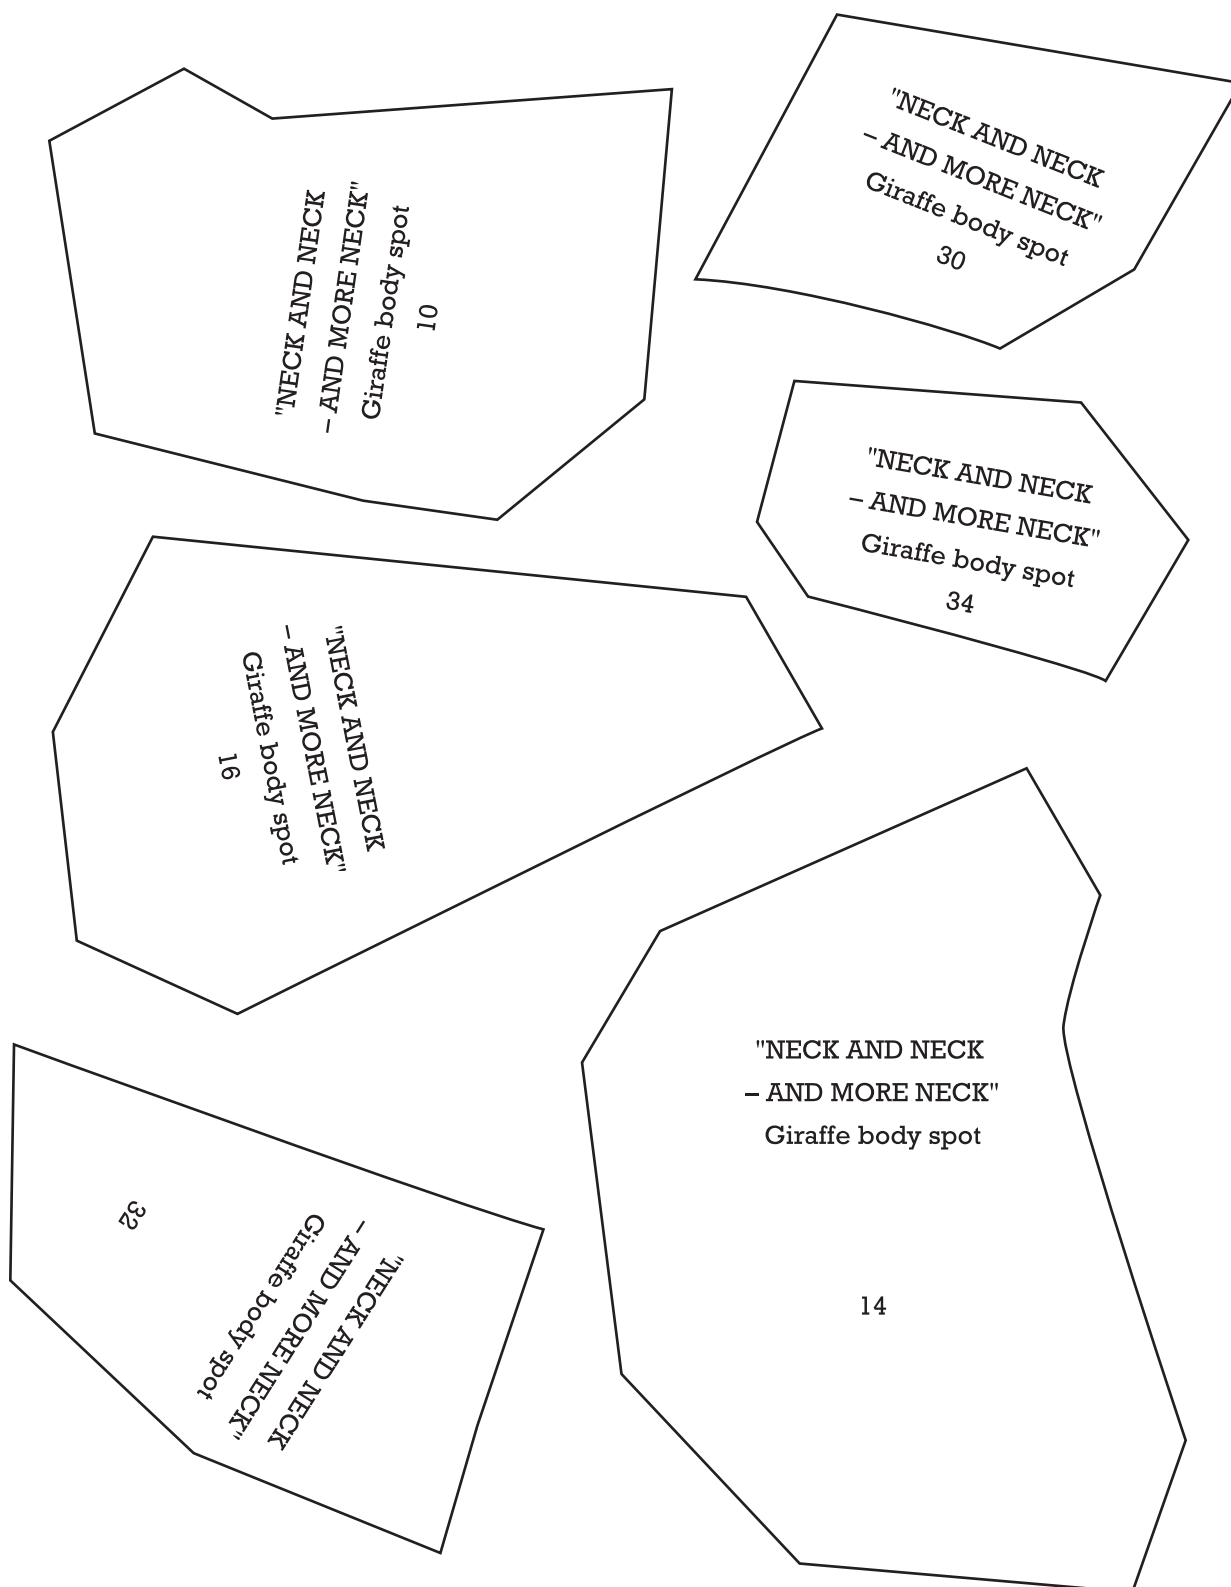 "NECK AND NECK
– AND MORE NECK"
Giraffe body spot
10
"NECK AND NECK
– AND MORE NECK"
Giraffe body spot
30
"NECK AND NECK
– AND MORE NECK"
Giraffe body spot
34
"NECK AND NECK
– AND MORE NECK"
Giraffe body spot
16
"NECK AND NECK
– AND MORE NECK"
Giraffe body spot
14
"NECK AND NECK
– AND MORE NECK"
Giraffe body spot
32